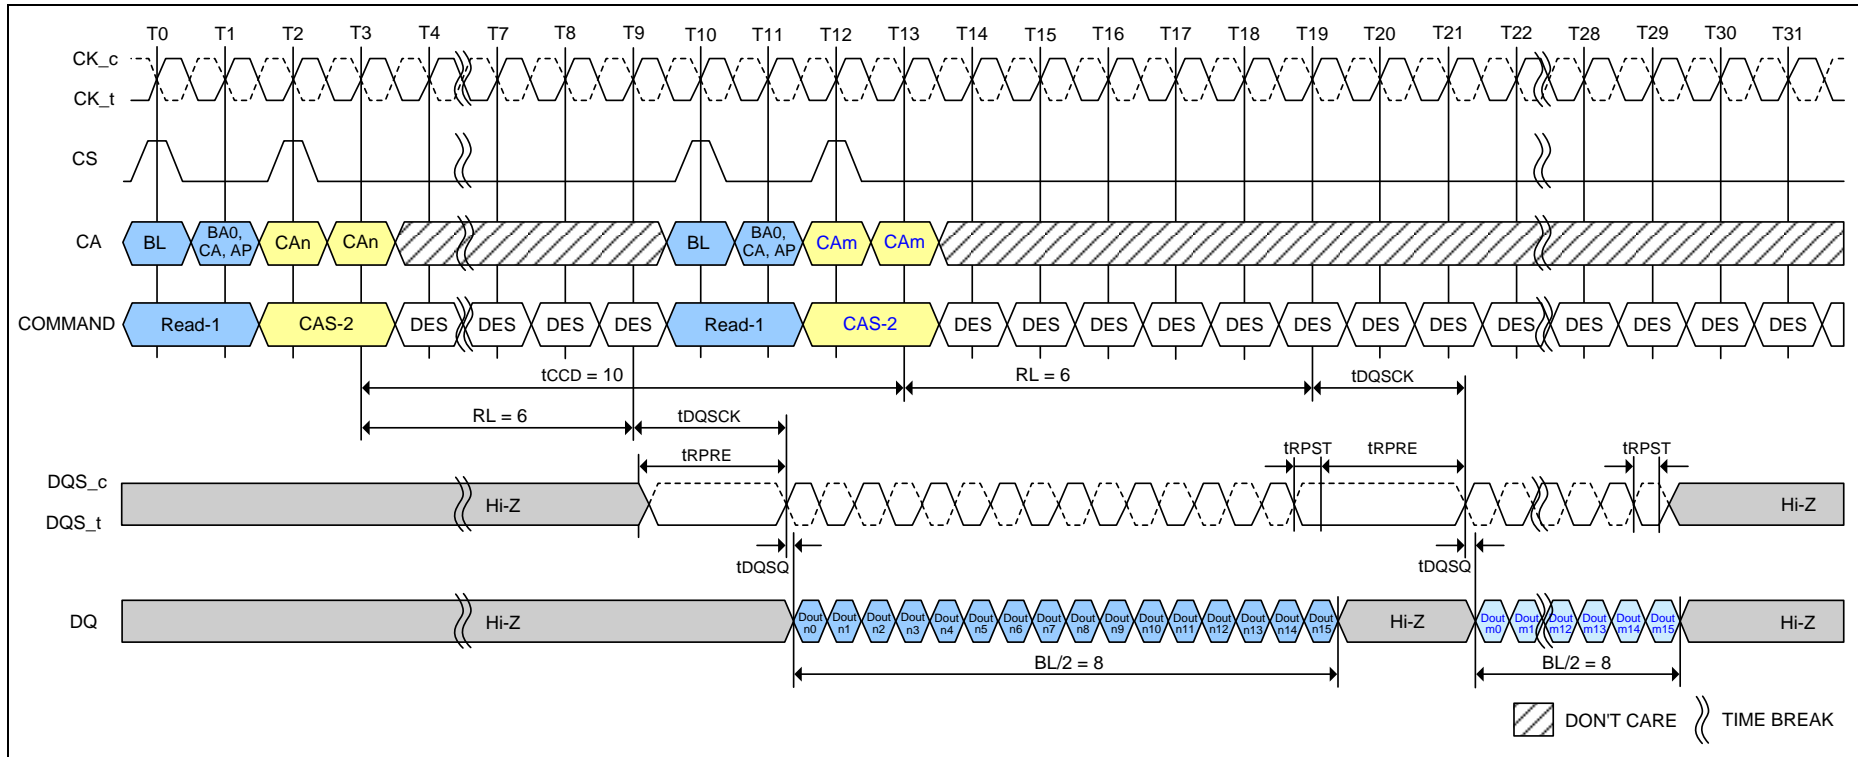 T0 T1 T2 T3 T4 T7 T8 T9 T10 T11 T12 T13 T14 T15 T16 T17 T18 T19 T20 T21 T22 T28 T29 T30 T31
CK_c
CK_t
CS
CA BL BA0, CA, AP CAn CAn BL BA0, CA, AP CAm CAm
COMMAND Read-1 CAS-2 DES DES DES DES Read-1 CAS-2 DES DES DES DES DES DES DES DES DES DES DES DES DES
tCCD = 10 RL = 6 tDQSCK
RL = 6 tDQSCK
tRPRE tRPST tRPRE tRPST
DQS_c
Hi-Z Hi-Z
DQS_t
tDQSQ tDQSQ
DQ Hi-Z Dout n0 Dout n1 Dout n2 Dout n3 Dout n4 Dout n5 Dout n6 Dout n7 Dout n8 Dout n9 Dout n10 Dout n11 Dout n12 Dout n13 Dout n14 Dout n15 Hi-Z Dout m0 Dout m1 Dout m12 Dout m13 Dout m14 Dout m15 Hi-Z
BL/2 = 8 BL/2 = 8
DON'T CARE TIME BREAK